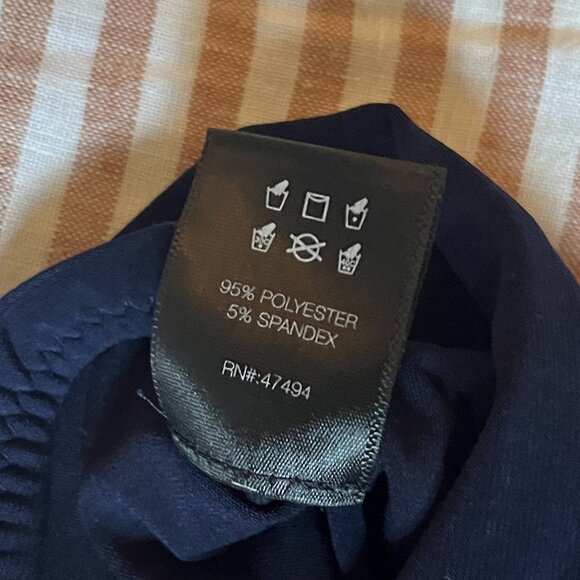 95% POLYESTER
5% SPANDEX
RN#:47494